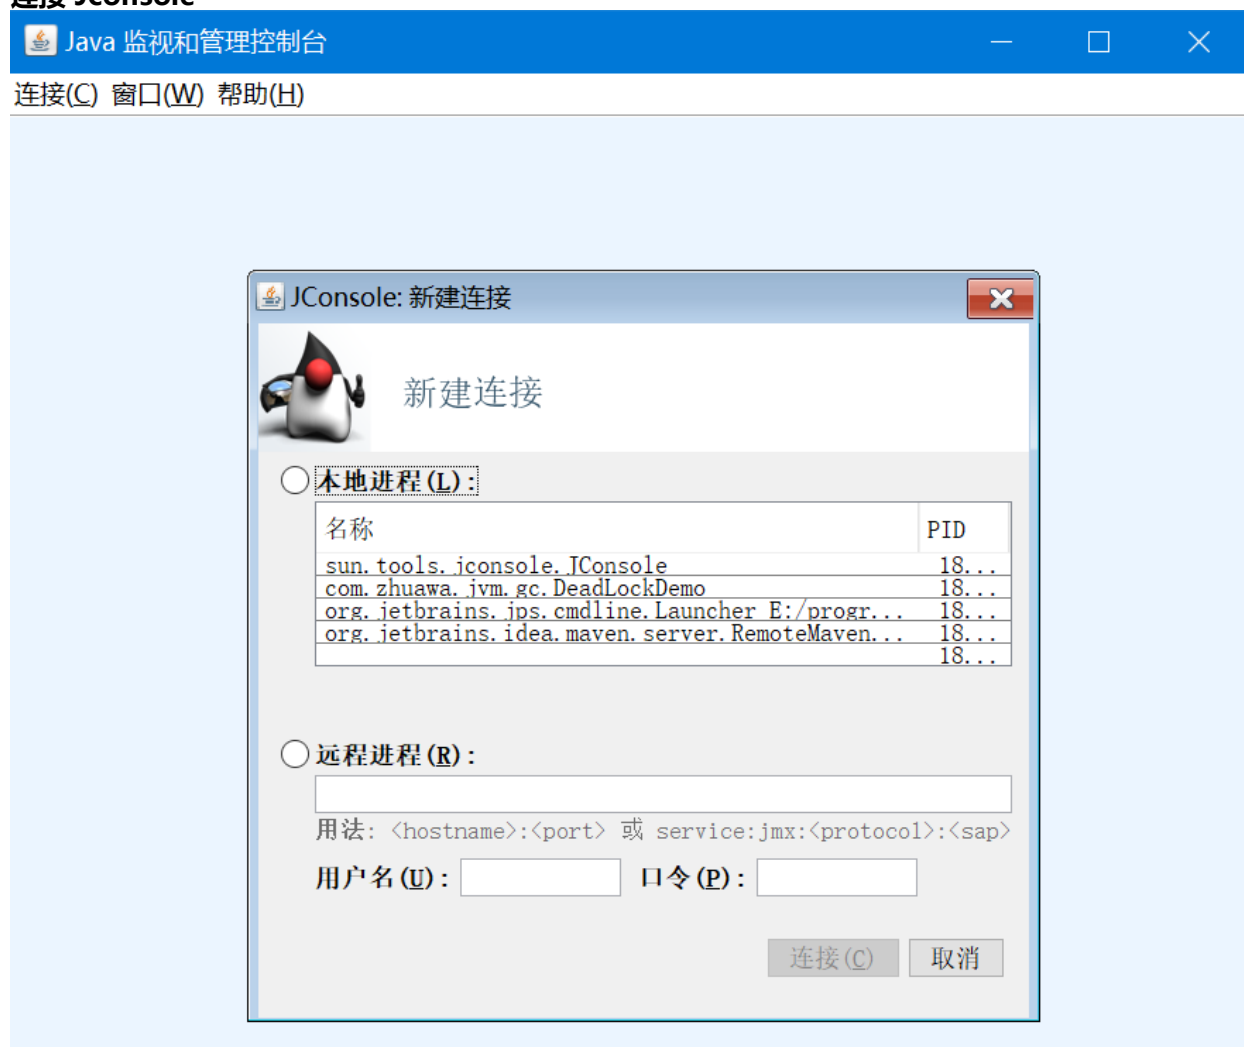 连接 Jconsole
Java 监视和管理控制台
连接(C) 窗口(W) 帮助(H)
JConsole: 新建连接
新建连接
本地进程(L):
名称 PID
sun.tools.jconsole.JConsole 18...
com.zhuawa.jvm.gc.DeadLockDemo 18...
org.jetbrains.jps.cmdline.Launcher E:/progr... 18...
org.jetbrains.idea.maven.server.RemoteMaven... 18...
18...
远程进程(R):
用法: <hostname>:<port> 或 service:jmx:<protocol>:<sap>
用户名(U): 口令(P):
连接(C) 取消